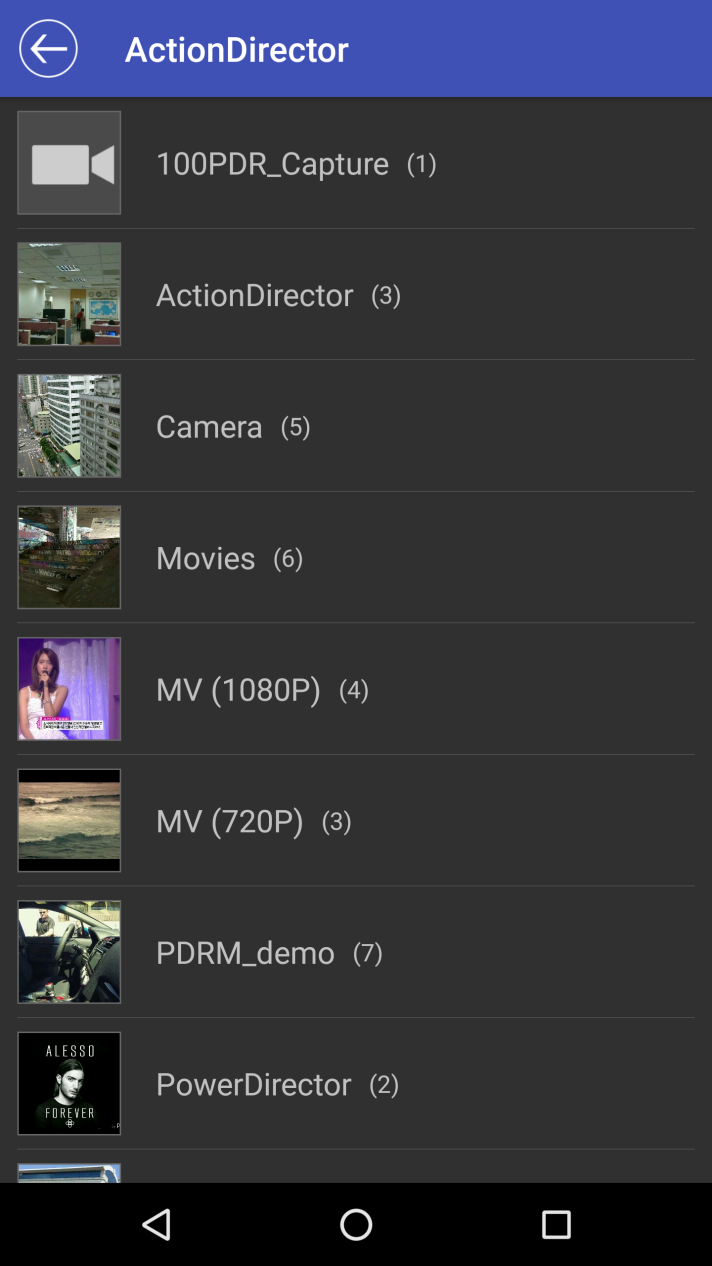 ActionDirector
100PDR_Capture (1)
ActionDirector (3)
Camera (5)
Movies (6)
MV (1080P) (4)
MV (720P) (3)
PDRM_demo (7)
ALESSO
FOREVER
PowerDirector (2)